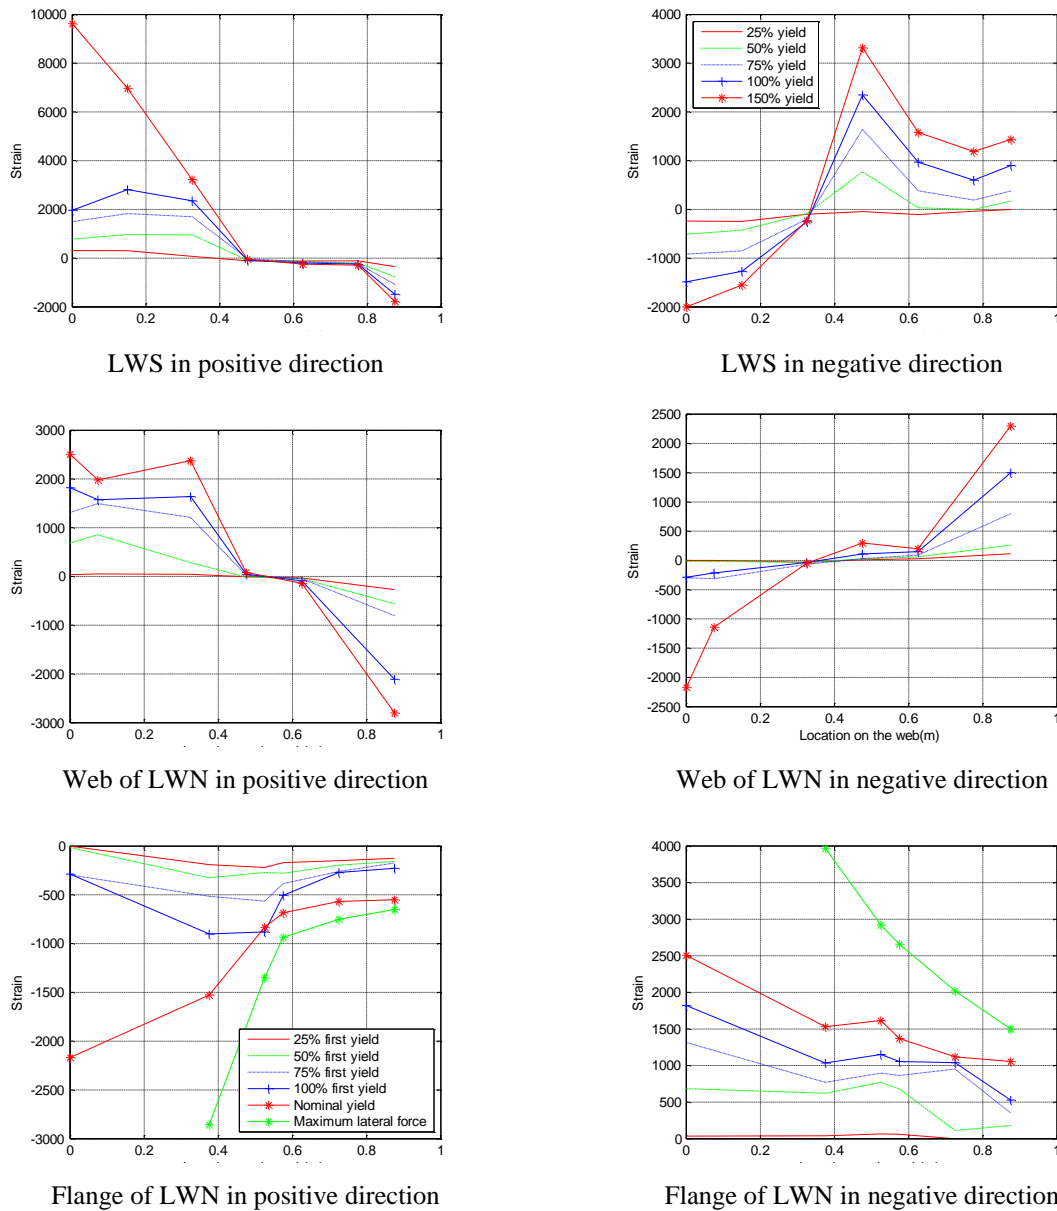 10000
8000
6000
4000
2000
0
-2000
Strain
0 0.2 0.4 0.6 0.8 1
LWS in positive direction
4000
3000
2000
1000
0
-1000
-2000
Strain
25% yield
50% yield
75% yield
100% yield
150% yield
0 0.2 0.4 0.6 0.8 1
LWS in negative direction
3000
2000
1000
0
-1000
-2000
-3000
Strain
0 0.2 0.4 0.6 0.8 1
Web of LWN in positive direction
2500
2000
1500
1000
500
0
-500
-1000
-1500
-2000
-2500
Strain
0 0.2 0.4 0.6 0.8 1
Location on the web(m)
Web of LWN in negative direction
0
-500
-1000
-1500
-2000
-2500
-3000
Strain
25% first yield
50% first yield
75% first yield
100% first yield
Nominal yield
Maximum lateral force
0 0.2 0.4 0.6 0.8 1
Flange of LWN in positive direction
4000
3500
3000
2500
2000
1500
1000
500
0
Strain
0 0.2 0.4 0.6 0.8 1
Flange of LWN in negative direction